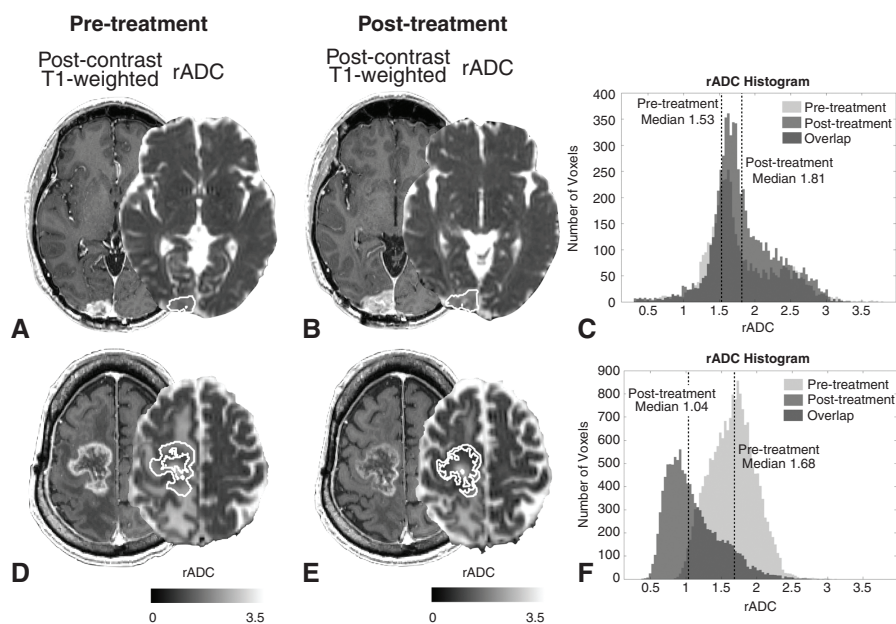 Pre-treatment
Post-treatment
Post-contrast
T1-weighted
rADC
Post-contrast
T1-weighted
rADC
A
B
rADC Histogram
Number of Voxels
400
350
300
250
200
150
100
50
0
Pre-treatment
Median 1.53
Post-treatment
Median 1.81
Pre-treatment
Post-treatment
Overlap
0.5
1
1.5
2
2.5
3
3.5
rADC
C
D
E
rADC
0
3.5
rADC
0
3.5
rADC Histogram
Number of Voxels
900
800
700
600
500
400
300
200
100
0
Post-treatment
Median 1.04
Pre-treatment
Median 1.68
Pre-treatment
Post-treatment
Overlap
0.5
1
1.5
2
2.5
3
3.5
rADC
F